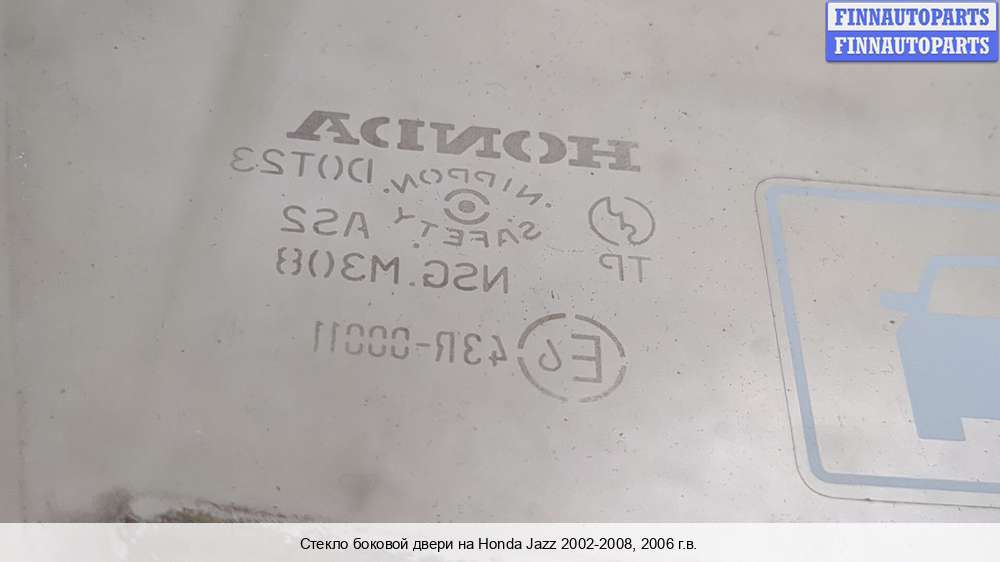 FINNAUTOPARTS
FINNAUTOPARTS
HONDA
NIPPON DOT23
SAFETY AS2
TP NSG.M30
E6 43R-00011
Стекло боковой двери на Honda Jazz 2002-2008, 2006 г.в.